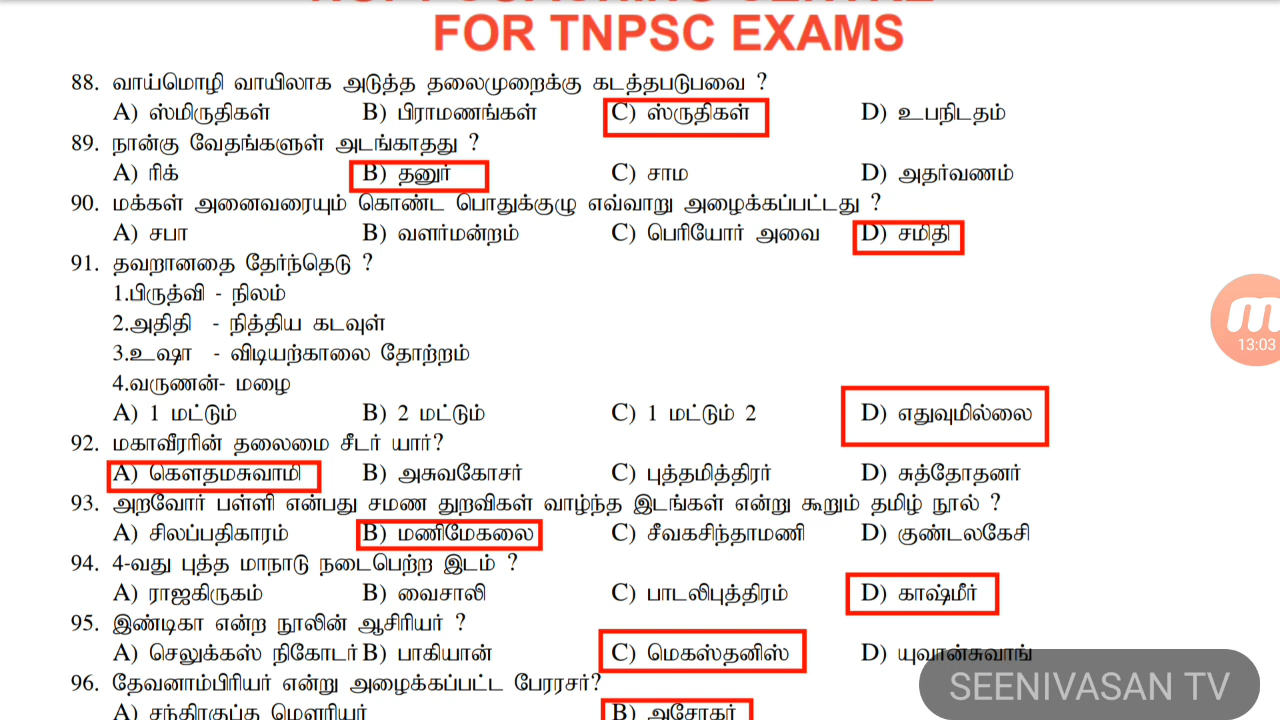 FOR TNPSC EXAMS
88. வாய்மொழி வாயிலாக அடுத்த தலைமுறைக்கு கடத்தபடுபவை ?
A) ஸ்மிருதிகள் B) பிராமணங்கள் C) ஸ்ருதிகள் D) உபநிடதம்
89. நான்கு வேதங்களுள் அடங்காதது ?
A) ரிக் B) தனுர் C) சாம D) அதர்வணம்
90. மக்கள் அனைவரையும் கொண்ட பொதுக்குழு எவ்வாறு அழைக்கப்பட்டது ?
A) சபா B) வளர்மன்றம் C) பெரியோர் அவை D) சமிதி
91. தவறானதை தேர்ந்தெடு ?
1.பிருத்வி - நிலம்
2.அதிதி - நித்திய கடவுள்
3.உஷா - விடியற்காலை தோற்றம்
4.வருணன்- மழை
A) 1 மட்டும் B) 2 மட்டும் C) 1 மட்டும் 2 D) எதுவுமில்லை
92. மகாவீரரின் தலைமை சீடர் யார்?
A) கௌதமசுவாமி B) அசுவகோசர் C) புத்தமித்திரர் D) சுத்தோதனர்
93. அறவோர் பள்ளி என்பது சமண துறவிகள் வாழ்ந்த இடங்கள் என்று கூறும் தமிழ் நூல் ?
A) சிலப்பதிகாரம் B) மணிமேகலை C) சீவகசிந்தாமணி D) குண்டலகேசி
94. 4-வது புத்த மாநாடு நடைபெற்ற இடம் ?
A) ராஜகிருகம் B) வைசாலி C) பாடலிபுத்திரம் D) காஷ்மீர்
95. இண்டிகா என்ற நூலின் ஆசிரியர் ?
A) செலுக்கஸ் நிகோடர் B) பாகியான் C) மெகஸ்தனிஸ் D) யுவான்சுவாங்
96. தேவனாம்பிரியர் என்று அழைக்கப்பட்ட பேரரசர்?
A) சந்திரகுப்த மௌரியர் B) அசோகர்
13:03
SEENIVASAN TV